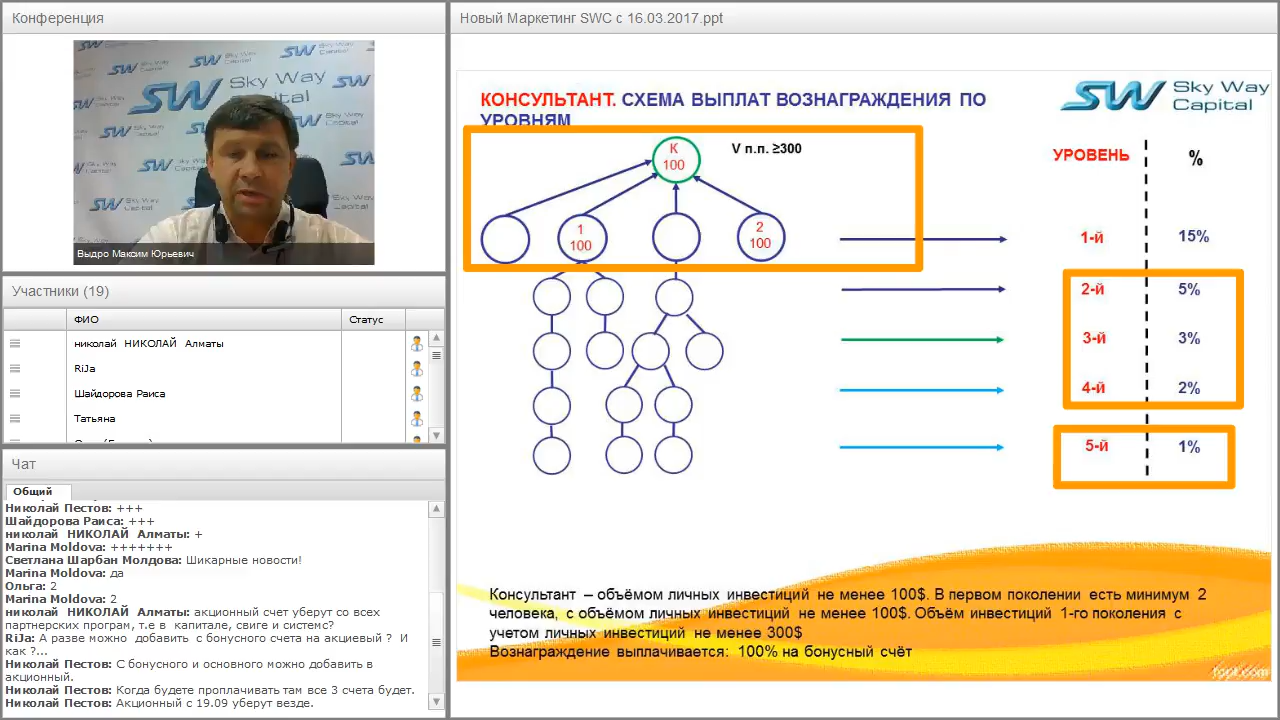 Конференция
SW
Sky Way
Capital
Выдро Максим Юрьевич
Участники (19)
ФИО
Статус
николай НИКОЛАЙ Алматы
RiJa
Шайдорова Раиса
Татьяна
Чат
Общий
Николай Пестов: +++
Шайдорова Раиса: +++
николай НИКОЛАЙ Алматы: +
Marina Moldova: +++++++
Светлана Шарбан Молдова: Шикарные новости!
Marina Moldova: да
Ольга: 2
Marina Moldova: 2
николай НИКОЛАЙ Алматы: акционный счет уберут со всех
партнерских програм, т.е в капитале, свиге и системс?
RiJa: А разве можно добавить с бонусного счета на акциевый ? И
как ?...
Николай Пестов: С бонусного и основного можно добавить в
акционный.
Николай Пестов: Когда будете проплачивать там все 3 счета будет.
Николай Пестов: Акционный с 19.09 уберут везде.
Новый Маркетинг SWC с 16.03.2017.ppt
КОНСУЛЬТАНТ. СХЕМА ВЫПЛАТ ВОЗНАГРАЖДЕНИЯ ПО
УРОВНЯМ
SW Sky Way
Capital
К
100
V п.п. ≥300
1
100
2
100
УРОВЕНЬ %
1-й 15%
2-й 5%
3-й 3%
4-й 2%
5-й 1%
Консультант – объёмом личных инвестиций не менее 100$. В первом поколении есть минимум 2
человека, с объёмом личных инвестиций не менее 100$. Объём инвестиций 1-го поколения с
учетом личных инвестиций не менее 300$
Вознаграждение выплачивается: 100% на бонусный счёт
fppt.com